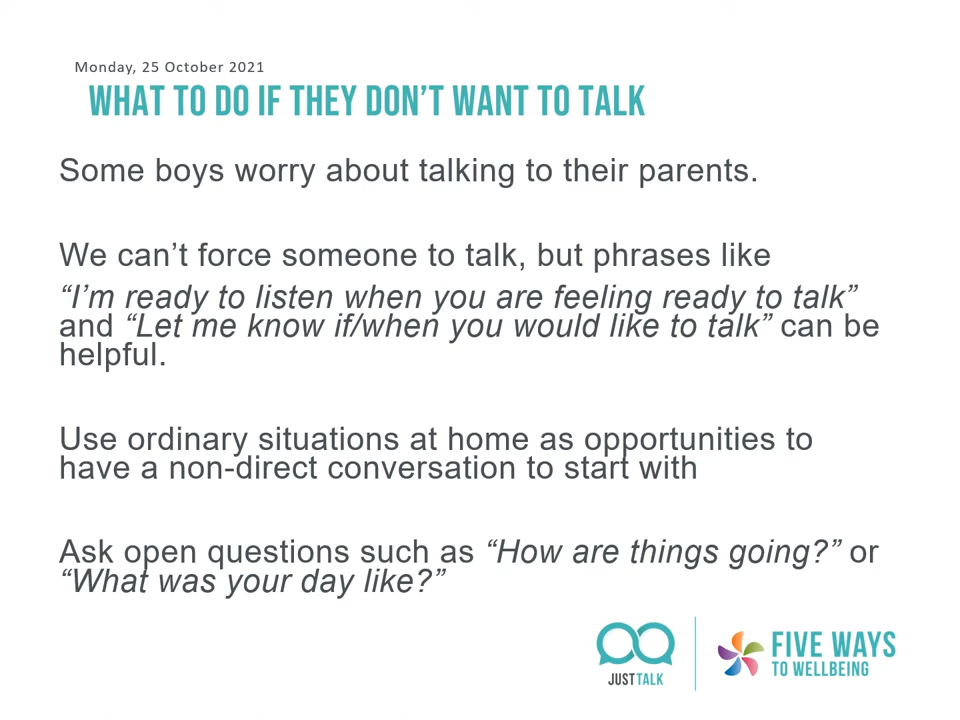 Monday, 25 October 2021
WHAT TO DO IF THEY DON'T WANT TO TALK
Some boys worry about talking to their parents.
We can't force someone to talk, but phrases like
“I'm ready to listen when you are feeling ready to talk”
and “Let me know if/when you would like to talk” can be
helpful.
Use ordinary situations at home as opportunities to
have a non-direct conversation to start with
Ask open questions such as “How are things going?” or
“What was your day like?”
JUSTTALK
FIVE WAYS
TO WELLBEING